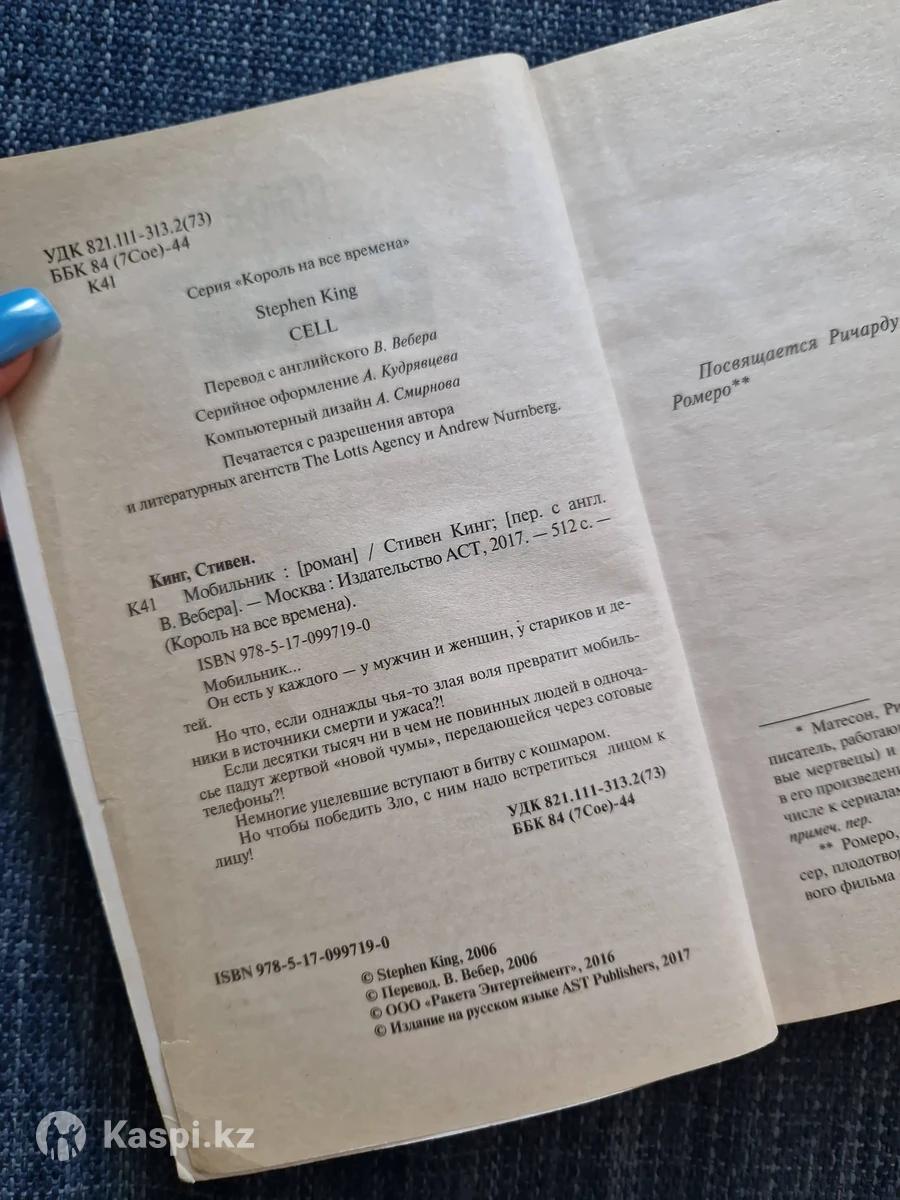 УДК 821.111-313.2(73)
ББК 84 (7Сое)-44
К41
Серия «Король на все времена»
Stephen King
CELL
Перевод с английского В. Вебера
Серийное оформление А. Кудрявцева
Компьютерный дизайн А. Смирнова
Печатается с разрешения автора
и литературных агентств The Lotts Agency и Andrew Nurnberg.
Кинг, Стивен.
К41 Мобильник : [роман] / Стивен Кинг; [пер. с англ.
В. Вебера]. — Москва : Издательство АСТ, 2017. — 512 с. —
(Король на все времена).
ISBN 978-5-17-099719-0
Мобильник...
Он есть у каждого — у мужчин и женщин, у стариков и де-
тей.
Но что, если однажды чья-то злая воля превратит мобиль-
ники в источники смерти и ужаса?!
Если десятки тысяч ни в чем не повинных людей в одноча-
сье падут жертвой «новой чумы», передающейся через сотовые
телефоны?!
Немногие уцелевшие вступают в битву с кошмаром.
Но чтобы победить Зло, с ним надо встретиться лицом к
лицу!
УДК 821.111-313.2(73)
ББК 84 (7Сое)-44
ISBN 978-5-17-099719-0
© Stephen King, 2006
© Перевод. В. Вебер, 2006
© ООО «Ракета Энтертеймент», 2016
© Издание на русском языке AST Publishers, 2017
Посвящается Ричарду
Ромеро**
* Матесон, Ри
писатель, работаю
вые мертвецы) и
в его произведени
числе к сериалам
примеч. пер.
** Ромеро,
сер, плодотвор
вого фильма
Kaspi.kz